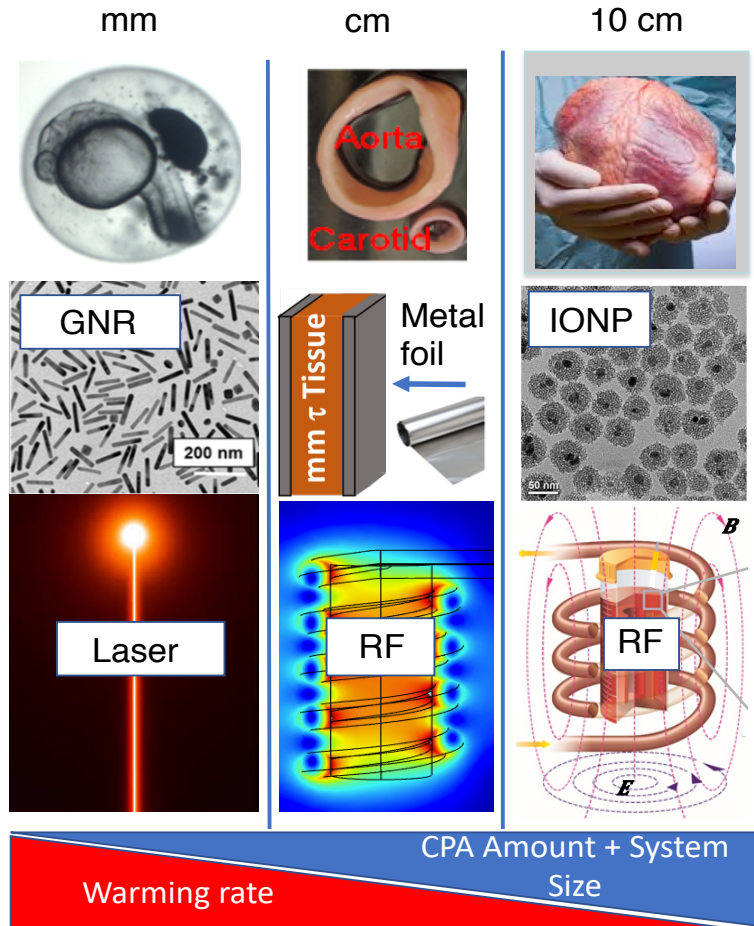 mm
cm
10 cm
Aorta
Carotid
GNR
200 nm
mm τ Tissue
Metal
foil
IONP
50 nm
Laser
RF
B
RF
E
CPA Amount + System
Size
Warming rate